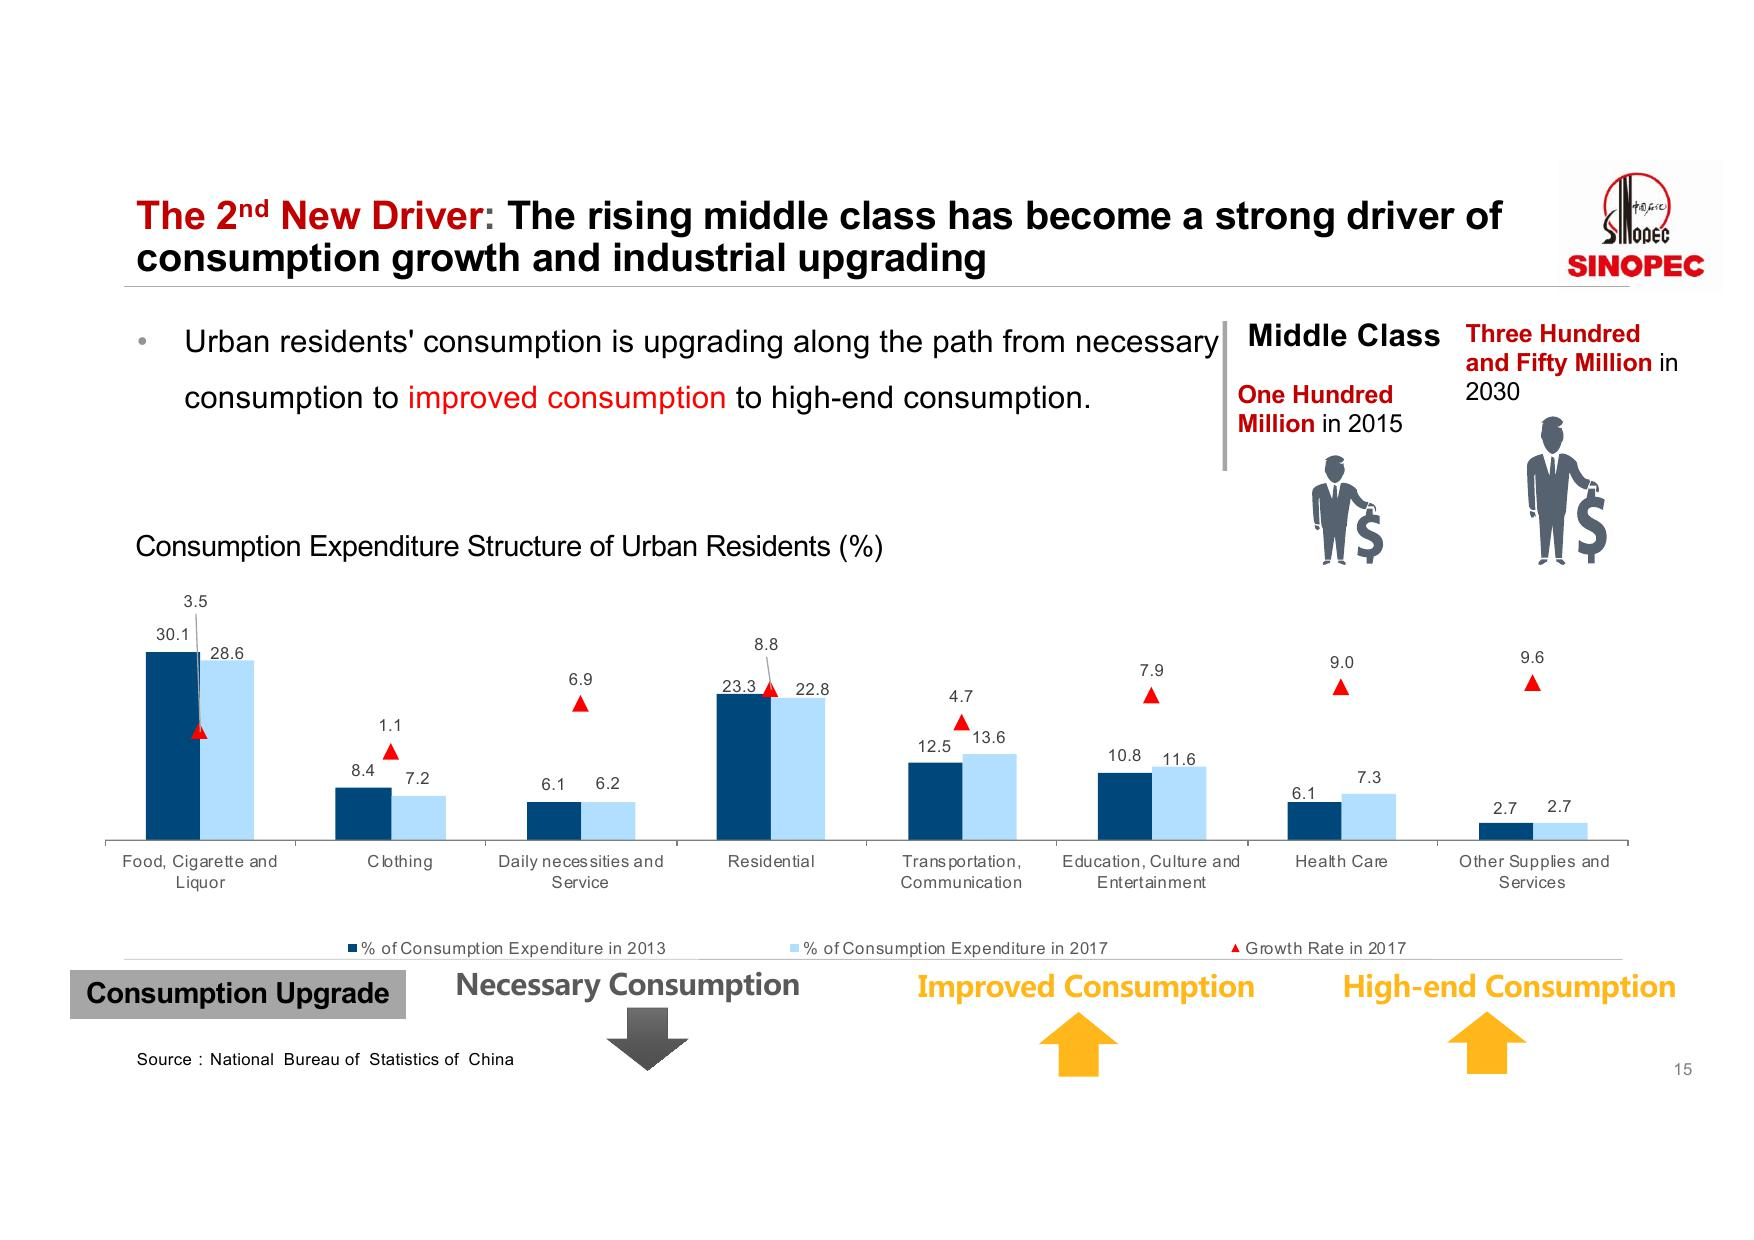 The 2nd New Driver: The rising middle class has become a strong driver of
consumption growth and industrial upgrading
SINOPEC
SINOPEC
• Urban residents' consumption is upgrading along the path from necessary
consumption to improved consumption to high-end consumption.
Middle Class
One Hundred
Million in 2015
Three Hundred
and Fifty Million in
2030
$
$
Consumption Expenditure Structure of Urban Residents (%)
3.5
30.1
28.6
1.1
8.4
7.2
6.9
6.1
6.2
8.8
23.3
22.8
4.7
12.5
13.6
7.9
10.8
11.6
9.0
6.1
7.3
9.6
2.7
2.7
Food, Cigarette and
Liquor
Clothing
Daily necessities and
Service
Residential
Transportation,
Communication
Education, Culture and
Entertainment
Health Care
Other Supplies and
Services
% of Consumption Expenditure in 2013
% of Consumption Expenditure in 2017
Growth Rate in 2017
Consumption Upgrade
Necessary Consumption
Improved Consumption
High-end Consumption
Source : National Bureau of Statistics of China
15